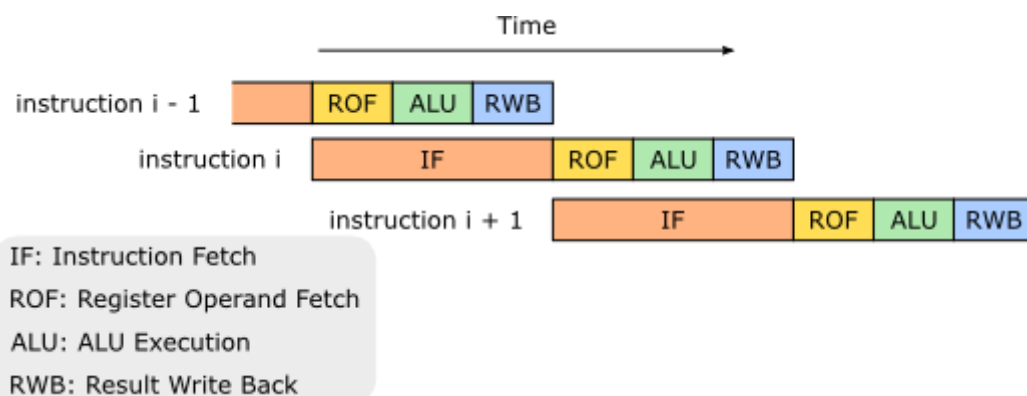 Time
instruction i - 1 ROF ALU RWB
instruction i IF ROF ALU RWB
instruction i + 1 IF ROF ALU RWB
IF: Instruction Fetch
ROF: Register Operand Fetch
ALU: ALU Execution
RWB: Result Write Back